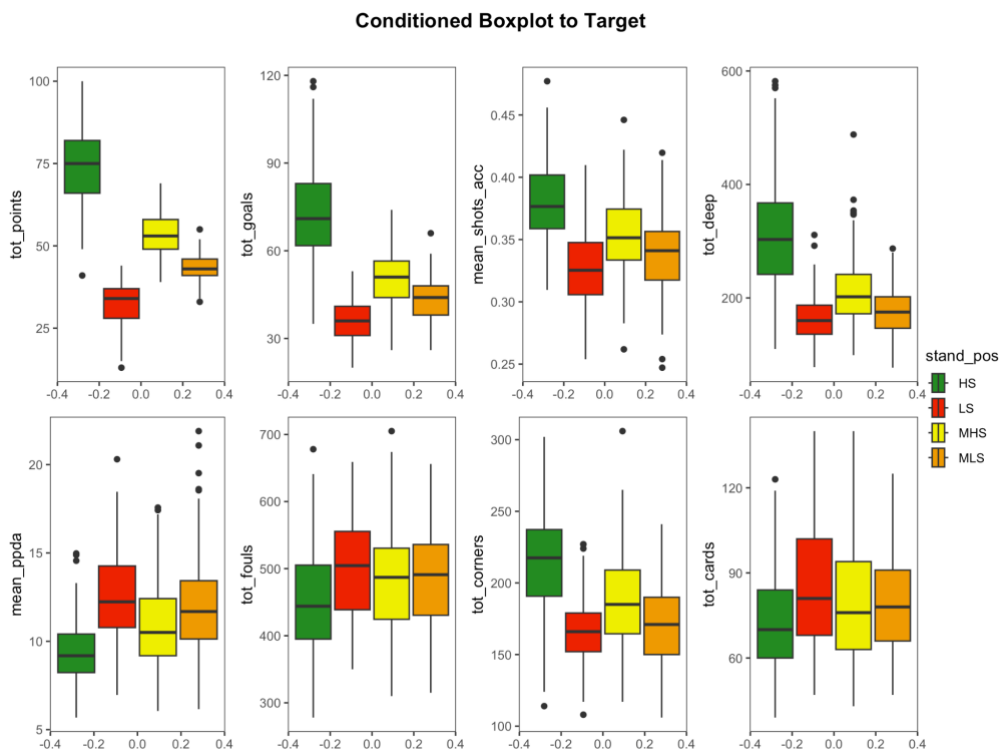 Conditioned Boxplot to Target
tot_points
100
75
50
25
-0.4 -0.2 0.0 0.2 0.4
tot_goals
120
90
60
30
-0.4 -0.2 0.0 0.2 0.4
mean_shots_acc
0.45
0.40
0.35
0.30
0.25
-0.4 -0.2 0.0 0.2 0.4
tot_deep
600
400
200
-0.4 -0.2 0.0 0.2 0.4
mean_ppda
20
15
10
5
-0.4 -0.2 0.0 0.2 0.4
tot_fouls
700
600
500
400
300
-0.4 -0.2 0.0 0.2 0.4
tot_corners
300
250
200
150
100
-0.4 -0.2 0.0 0.2 0.4
tot_cards
120
90
60
-0.4 -0.2 0.0 0.2 0.4
stand_pos
HS
LS
MHS
MLS